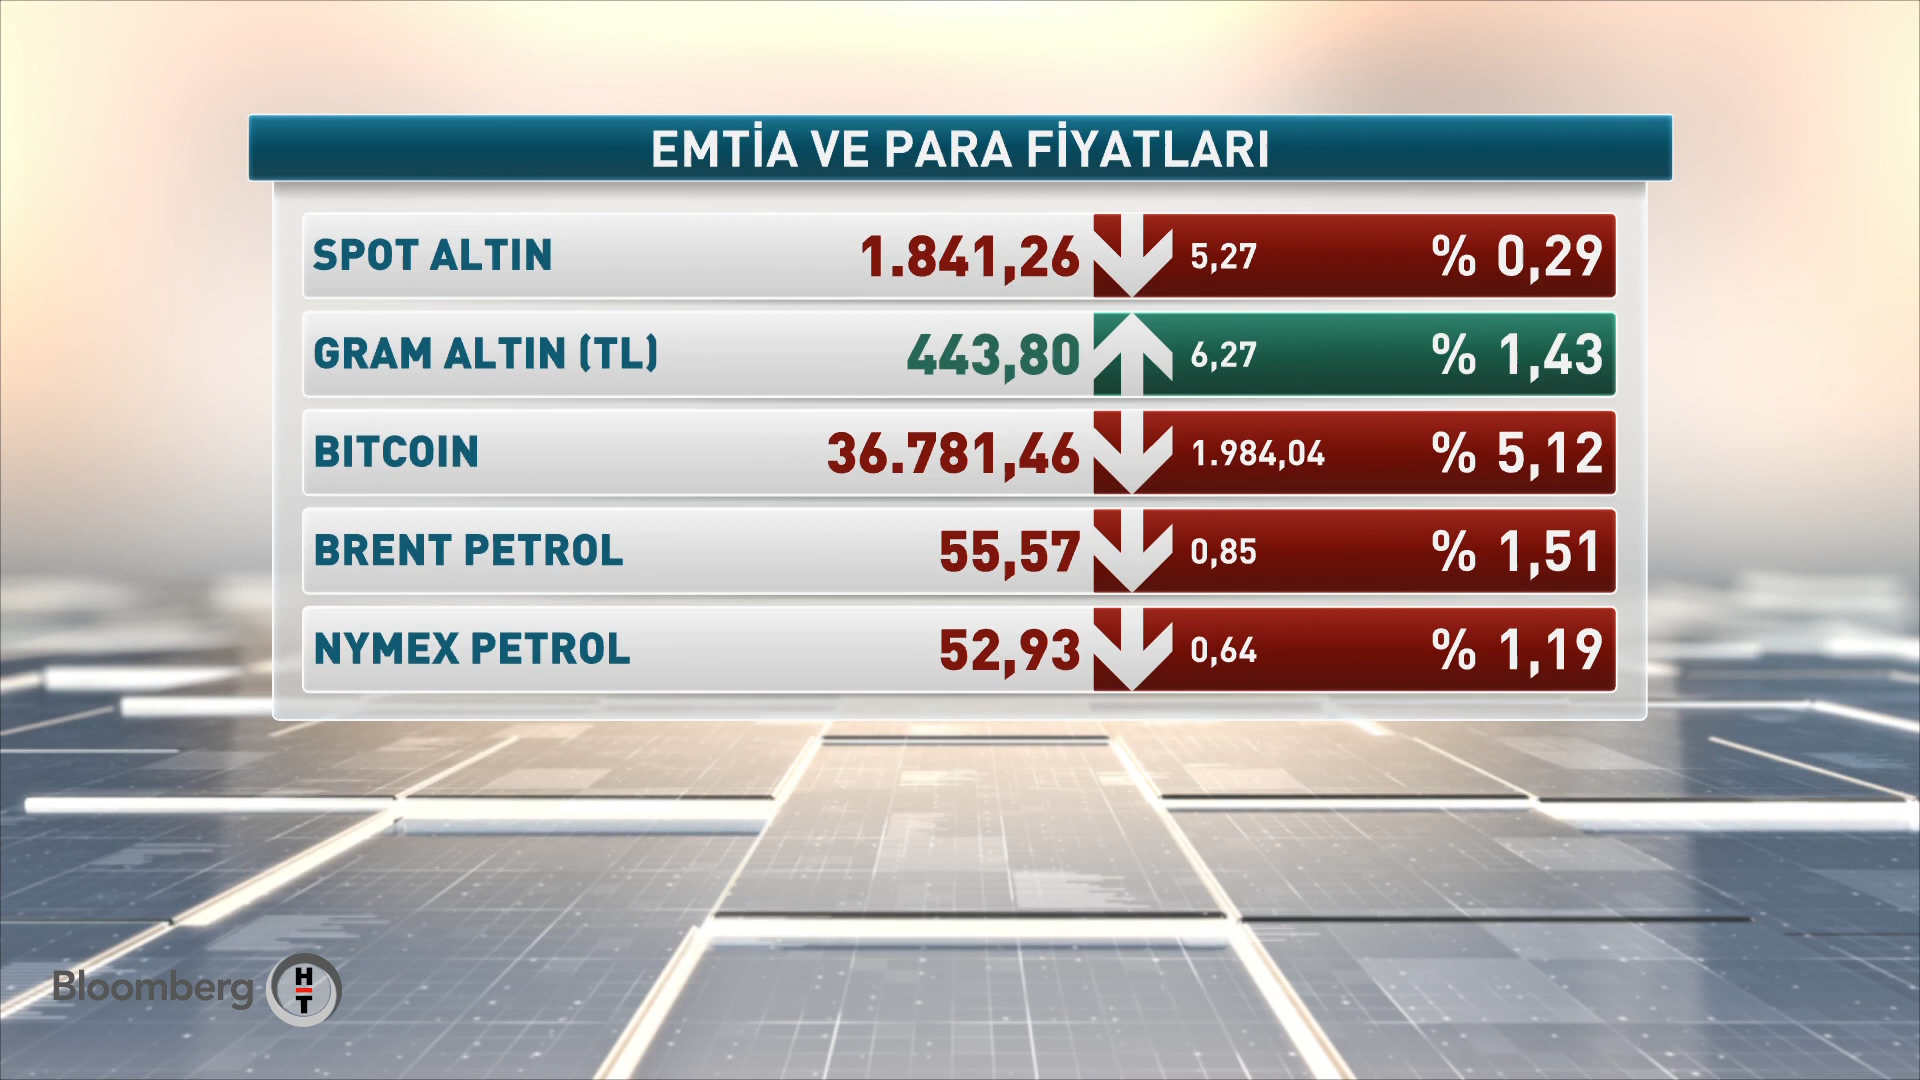 EMTİA VE PARA FİYATLARI
SPOT ALTIN 1.841,26 5,27 % 0,29
GRAM ALTIN (TL) 443,80 6,27 % 1,43
BITCOIN 36.781,46 1.984,04 % 5,12
BRENT PETROL 55,57 0,85 % 1,51
NYMEX PETROL 52,93 0,64 % 1,19
Bloomberg HT